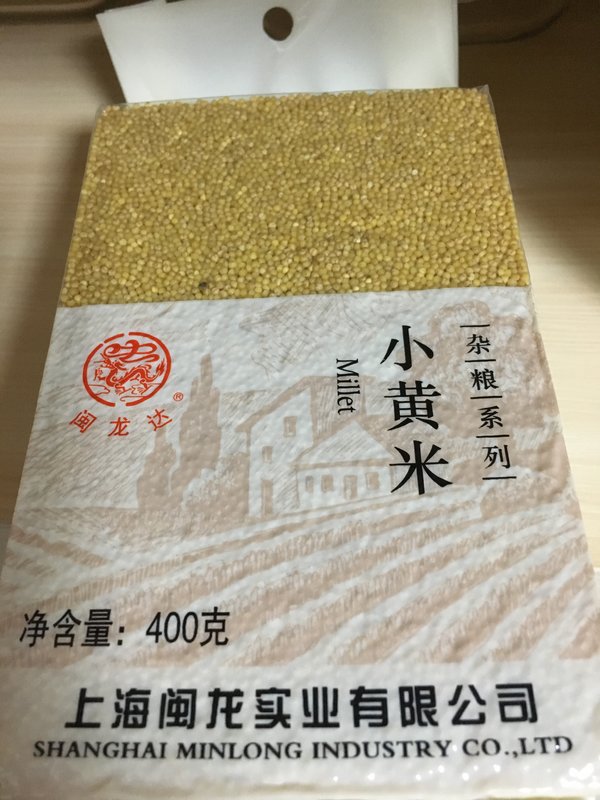 杂粮系列
小黄米
Millet
闽龙达®
净含量：400克
上海闽龙实业有限公司
SHANGHAI MINLONG INDUSTRY CO.,LTD